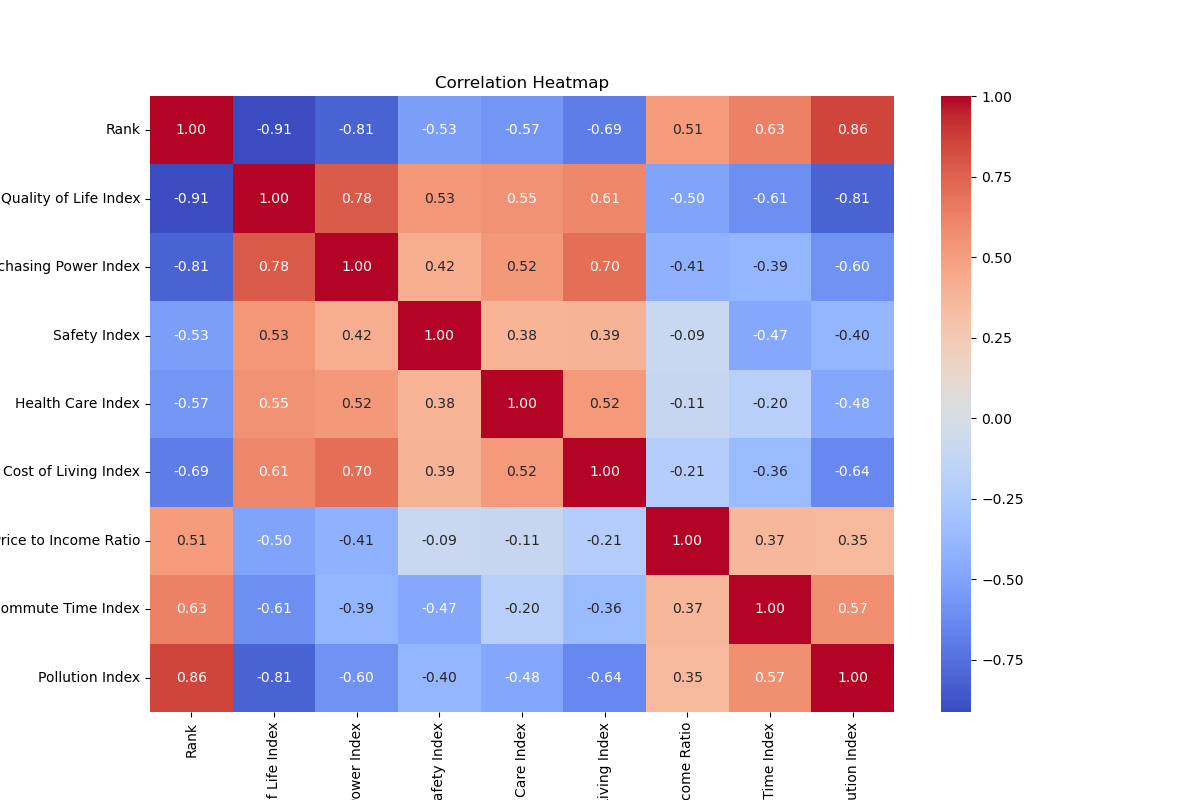 Correlation Heatmap
Rank 1.00 -0.91 -0.81 -0.53 -0.57 -0.69 0.51 0.63 0.86
Quality of Life Index -0.91 1.00 0.78 0.53 0.55 0.61 -0.50 -0.61 -0.81
chasing Power Index -0.81 0.78 1.00 0.42 0.52 0.70 -0.41 -0.39 -0.60
Safety Index -0.53 0.53 0.42 1.00 0.38 0.39 -0.09 -0.47 -0.40
Health Care Index -0.57 0.55 0.52 0.38 1.00 0.52 -0.11 -0.20 -0.48
Cost of Living Index -0.69 0.61 0.70 0.39 0.52 1.00 -0.21 -0.36 -0.64
rice to Income Ratio 0.51 -0.50 -0.41 -0.09 -0.11 -0.21 1.00 0.37 0.35
ommute Time Index 0.63 -0.61 -0.39 -0.47 -0.20 -0.36 0.37 1.00 0.57
Pollution Index 0.86 -0.81 -0.60 -0.40 -0.48 -0.64 0.35 0.57 1.00
Rank
f Life Index
ower Index
afety Index
Care Index
iving Index
come Ratio
Time Index
ution Index
1.00
0.75
0.50
0.25
0.00
−0.25
−0.50
−0.75